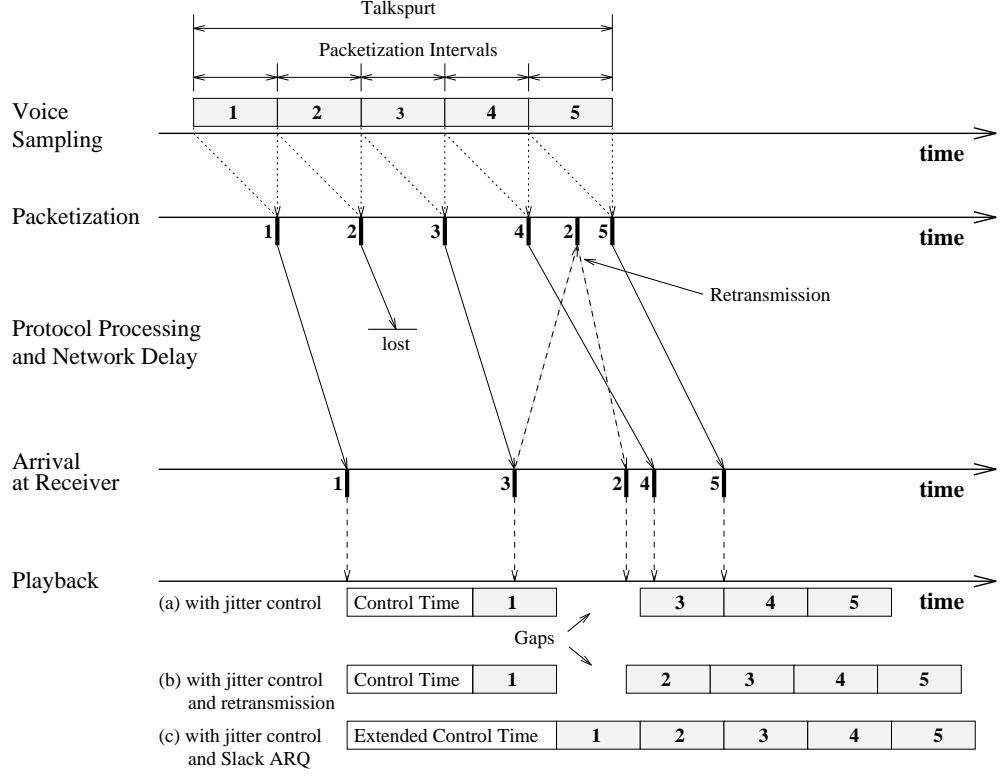 Talkspurt
Packetization Intervals
Voice
Sampling
1 2 3 4 5
time
Packetization
1 2 3 4 2 5
time
Retransmission
Protocol Processing
and Network Delay
lost
Arrival
at Receiver
1 3 2 4 5
time
Playback
(a) with jitter control
Control Time 1 3 4 5
time
Gaps
(b) with jitter control
and retransmission
Control Time 1 2 3 4 5
(c) with jitter control
and Slack ARQ
Extended Control Time 1 2 3 4 5